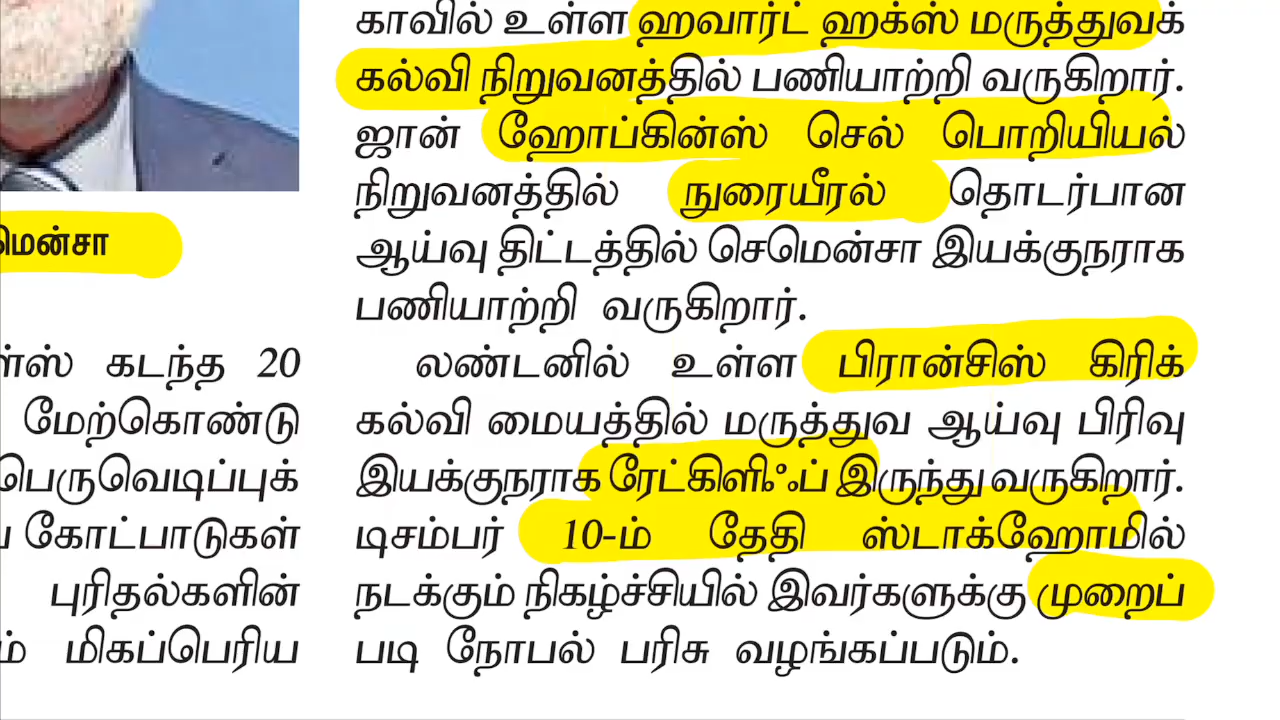 மென்சா
ர்ஸ் கடந்த 20
மேற்கொண்டு
பெருவெடிப்புக்
கோட்பாடுகள்
புரிதல்களின்
ம் மிகப்பெரிய
காவில் உள்ள ஹவார்ட் ஹக்ஸ் மருத்துவக்
கல்வி நிறுவனத்தில் பணியாற்றி வருகிறார்.
ஜான் ஹோப்கின்ஸ் செல் பொறியியல்
நிறுவனத்தில் நுரையீரல் தொடர்பான
ஆய்வு திட்டத்தில் செமென்சா இயக்குநராக
பணியாற்றி வருகிறார்.
லண்டனில் உள்ள பிரான்சிஸ் கிரிக்
கல்வி மையத்தில் மருத்துவ ஆய்வு பிரிவு
இயக்குநராக ரேட்கிளிஃப் இருந்து வருகிறார்.
டிசம்பர் 10-ம் தேதி ஸ்டாக்ஹோமில்
நடக்கும் நிகழ்ச்சியில் இவர்களுக்கு முறைப்
படி நோபல் பரிசு வழங்கப்படும்.